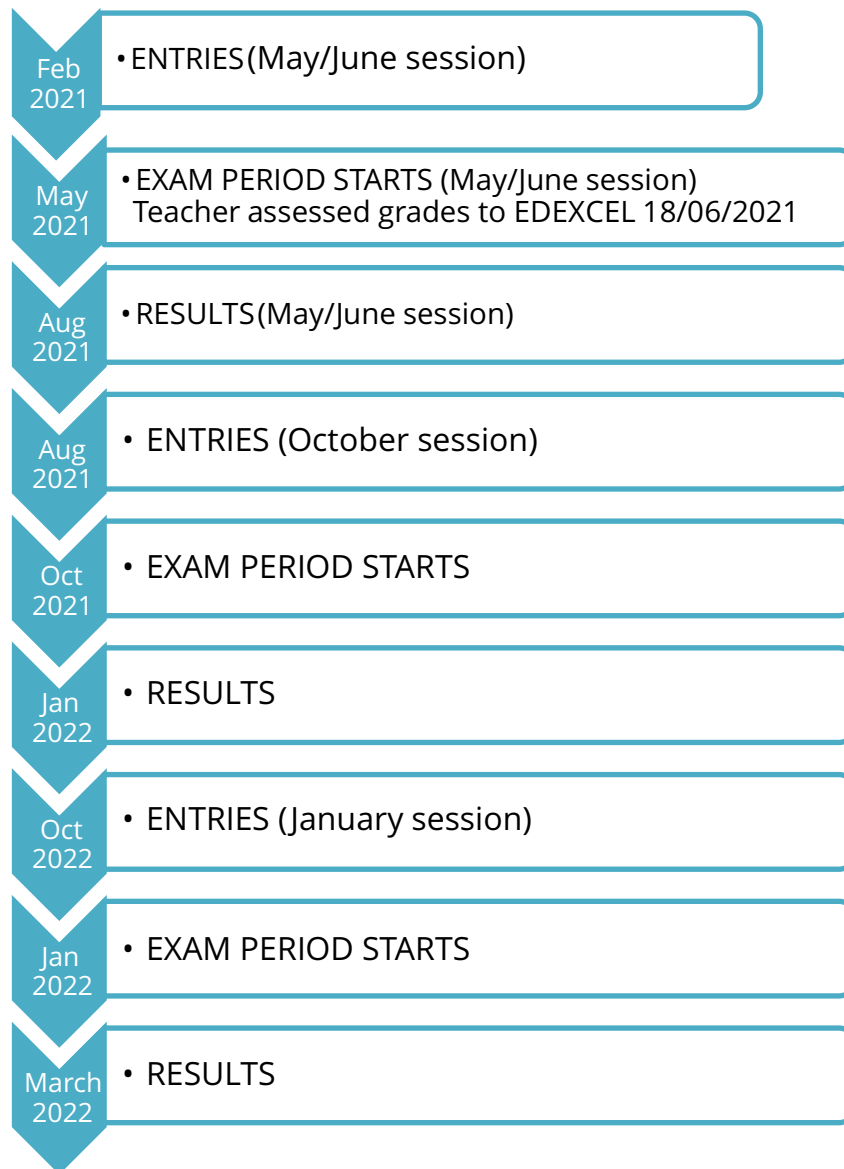 Feb
2021
• ENTRIES (May/June session)
May
2021
• EXAM PERIOD STARTS (May/June session)
Teacher assessed grades to EDEXCEL 18/06/2021
Aug
2021
• RESULTS (May/June session)
Aug
2021
• ENTRIES (October session)
Oct
2021
• EXAM PERIOD STARTS
Jan
2022
• RESULTS
Oct
2022
• ENTRIES (January session)
Jan
2022
• EXAM PERIOD STARTS
March
2022
• RESULTS